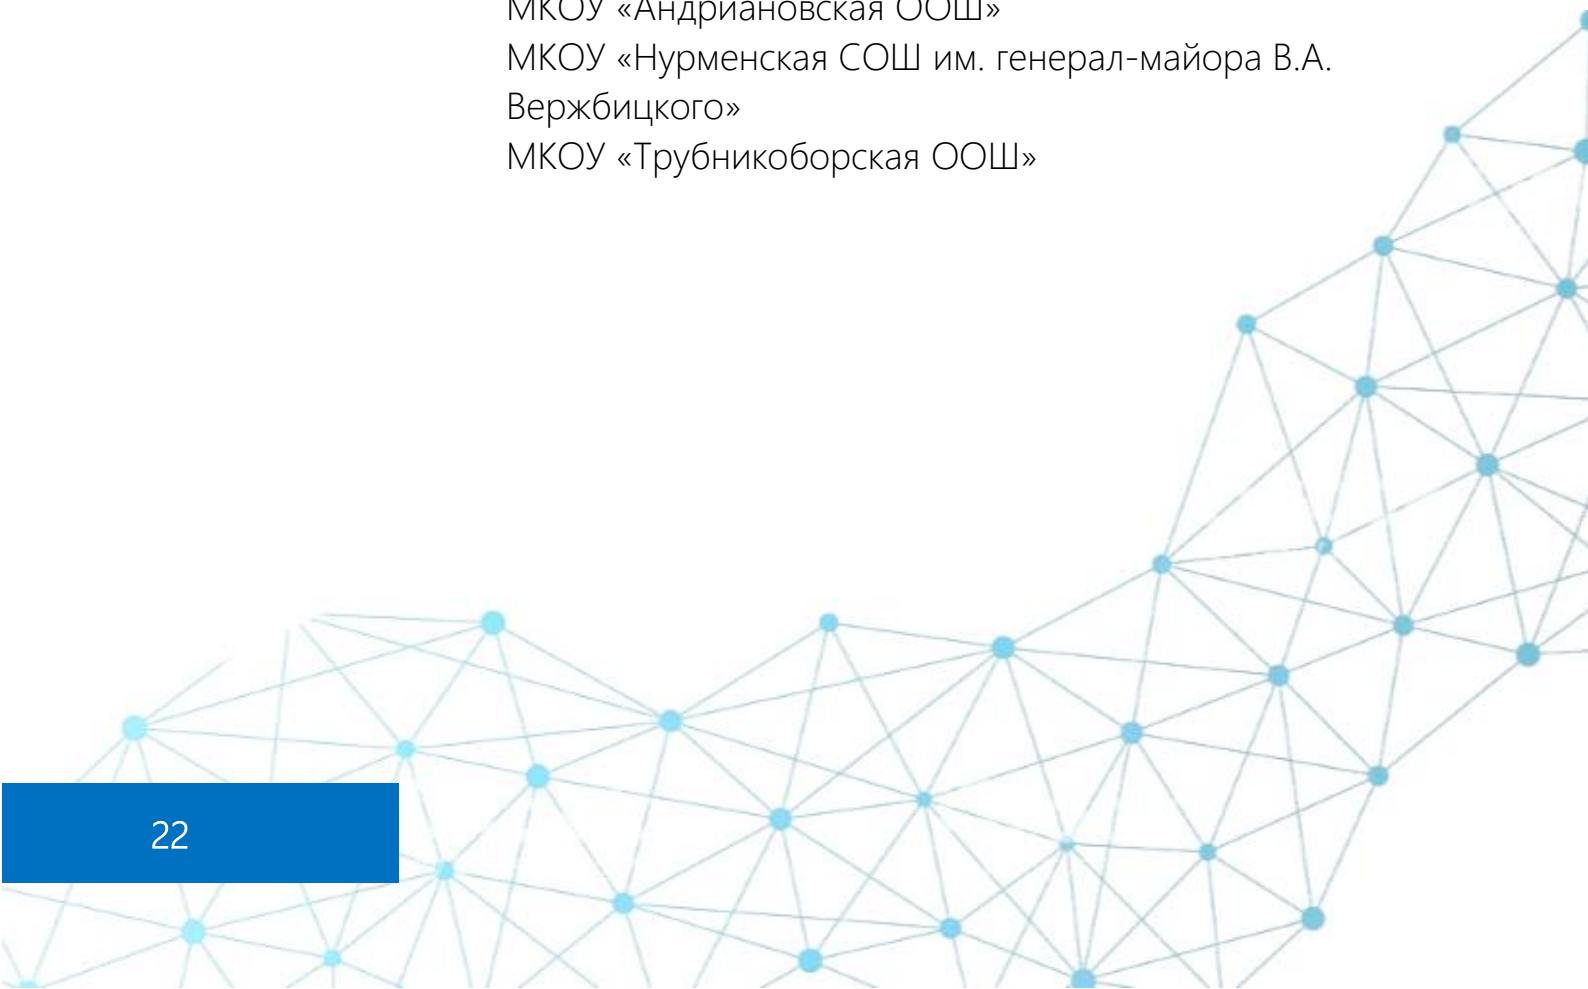 МКОУ «Андриановская ООШ»
МКОУ «Нурменская СОШ им. генерал-майора В.А.
Вержбицкого»
МКОУ «Трубникоборская ООШ»
22